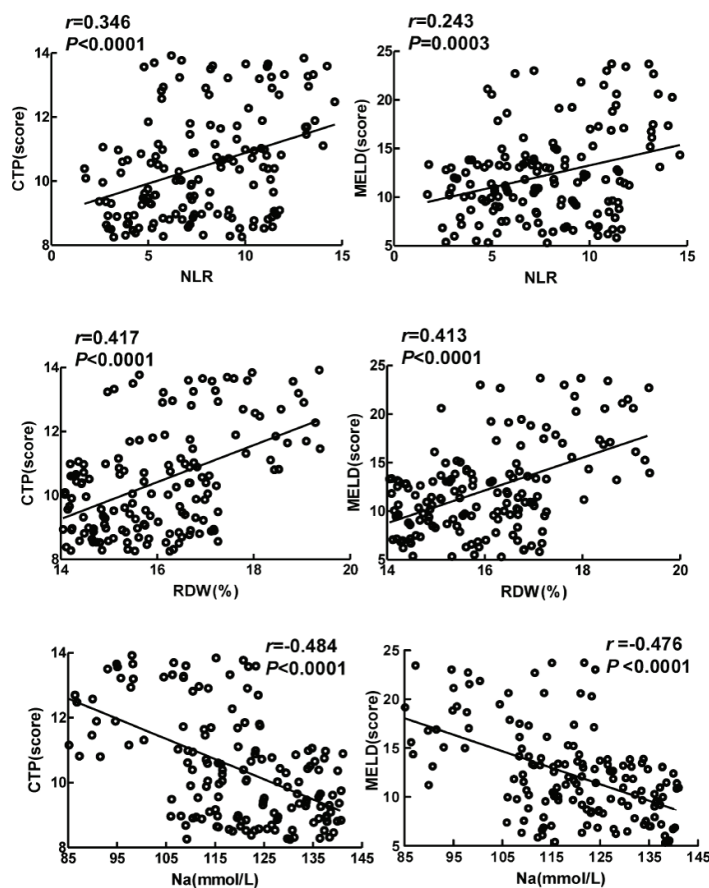 r=0.346
P<0.0001
14
12
10
8
CTP(score)
0
5
10
15
NLR
r=0.243
P=0.0003
25
20
15
10
5
MELD(score)
0
5
10
15
NLR
r=0.417
P<0.0001
14
12
10
8
CTP(score)
14
16
18
20
RDW(%)
r=0.413
P<0.0001
25
20
15
10
5
MELD(score)
14
16
18
20
RDW(%)
r=-0.484
P<0.0001
14
12
10
8
CTP(score)
85
95
105
115
125
135
145
Na(mmol/L)
r=-0.476
P <0.0001
25
20
15
10
5
MELD(score)
85
95
105
115
125
135
145
Na(mmol/L)